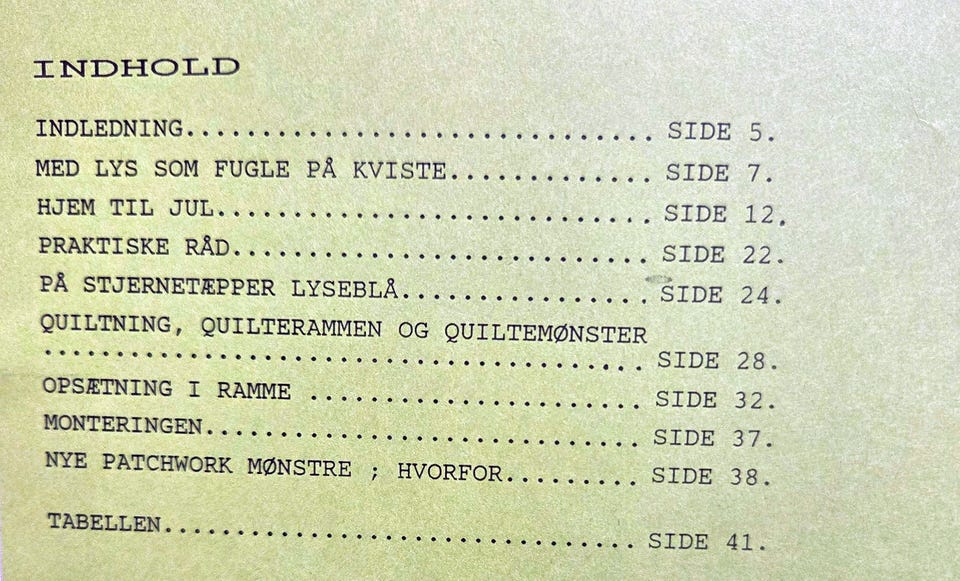 INDHOLD
INDLEDNING................................ SIDE 5.
MED LYS SOM FUGLE PÅ KVISTE.............. SIDE 7.
HJEM TIL JUL.............................. SIDE 12.
PRAKTISKE RÅD............................. SIDE 22.
PÅ STJERNETÆPPER LYSEBLÅ................. SIDE 24.
QUILTNING, QUILTERAMMEN OG QUILTEMØNSTER
......................................... SIDE 28.
OPSÆTNING I RAMME ....................... SIDE 32.
MONTERINGEN.............................. SIDE 37.
NYE PATCHWORK MØNSTRE ; HVORFOR......... SIDE 38.
TABELLEN................................. SIDE 41.